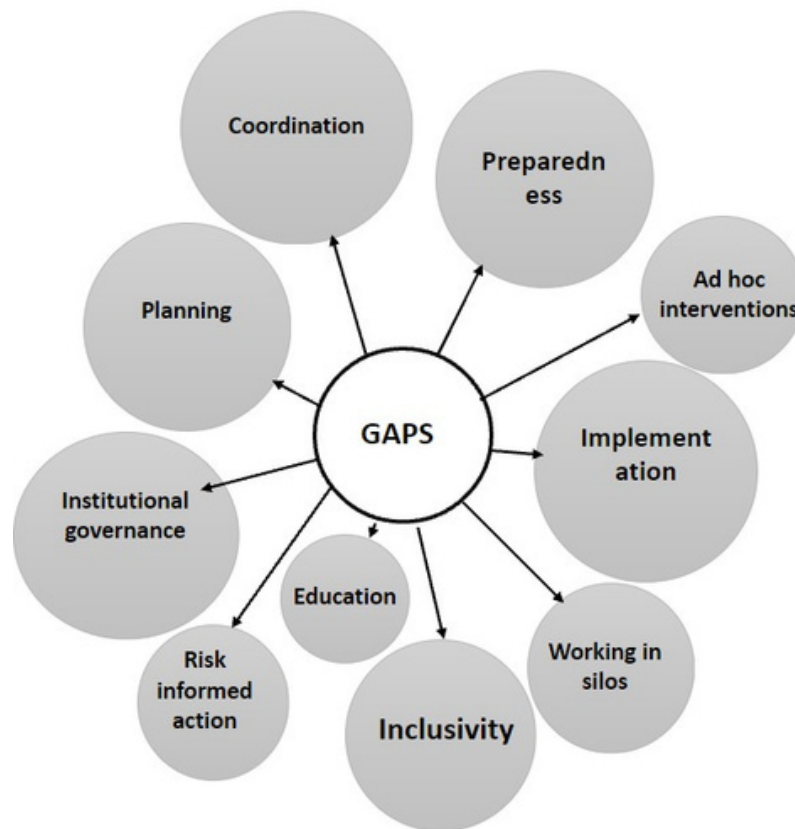 Coordination
Preparedn
ess
Ad hoc
interventions
Planning
GAPS
Implement
ation
Institutional
governance
Education
Risk
informed
action
Working in
silos
Inclusivity